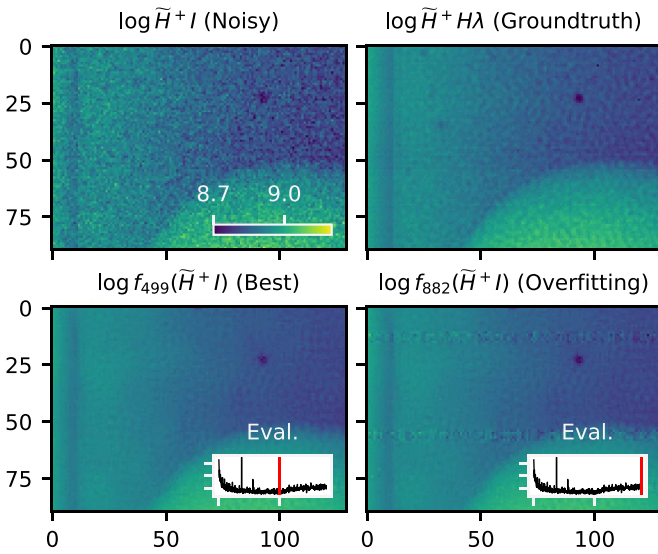 log H̃⁺I (Noisy)
log H̃⁺Hλ (Groundtruth)
0
25
50
75
8.7 9.0
log f₄₉₉(H̃⁺I) (Best)
log f₈₈₂(H̃⁺I) (Overfitting)
0
25
50
75
Eval.
Eval.
0 50 100
0 50 100